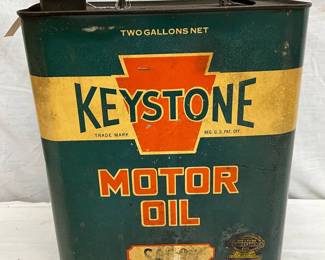 TWO GALLONS NET
KEYSTONE
TRADE MARK REG. U.S. PAT. OFF.
MOTOR
OIL